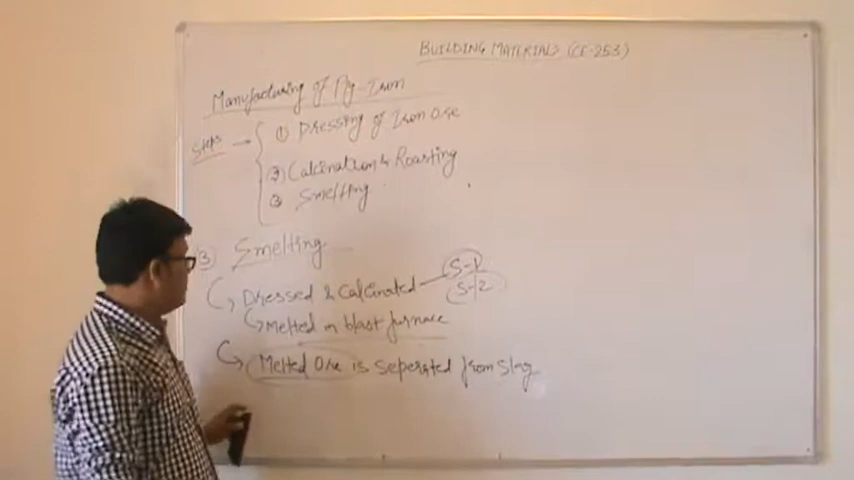 BUILDING MATERIALS (CE-253)
Manufacturing of Pig-Iron
Steps → ① Dressing of Iron Ore
② Calcination & Roasting
③ Smelting
③ Smelting
Dressed & Calcinated — S-1
S-2
Melted in blast furnace
Melted Ore is seperated from Slag